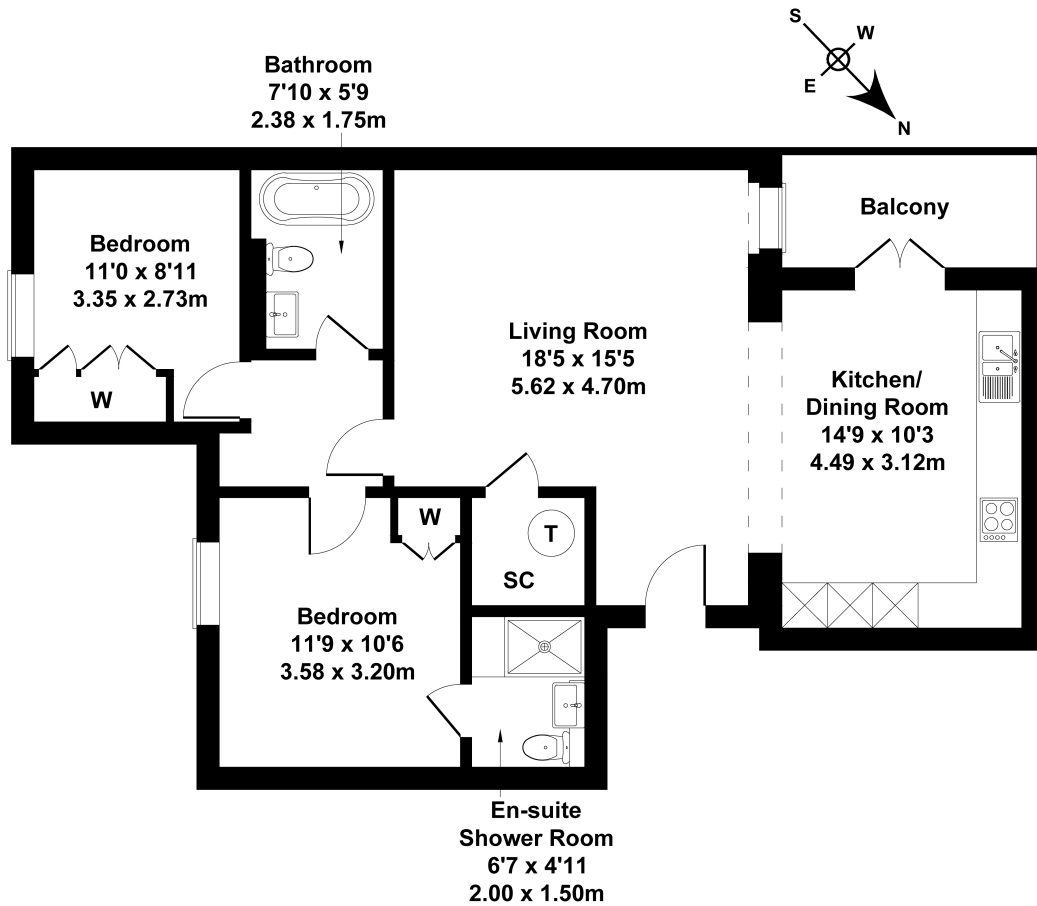 S
W
E
N
Bathroom
7'10 x 5'9
2.38 x 1.75m
Balcony
Bedroom
11'0 x 8'11
3.35 x 2.73m
W
Living Room
18'5 x 15'5
5.62 x 4.70m
Kitchen/
Dining Room
14'9 x 10'3
4.49 x 3.12m
W
T
SC
Bedroom
11'9 x 10'6
3.58 x 3.20m
En-suite
Shower Room
6'7 x 4'11
2.00 x 1.50m